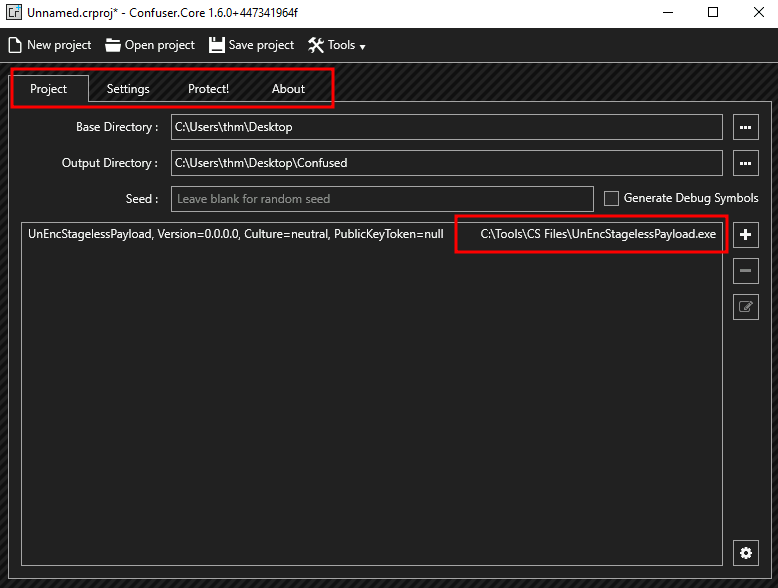 Unnamed.crproj* - Confuser.Core 1.6.0+447341964f
New project Open project Save project Tools
Project Settings Protect! About
Base Directory : C:\Users\thm\Desktop ...
Output Directory : C:\Users\thm\Desktop\Confused ...
Seed : Leave blank for random seed Generate Debug Symbols
UnEncStagelessPayload, Version=0.0.0.0, Culture=neutral, PublicKeyToken=null C:\Tools\CS Files\UnEncStagelessPayload.exe